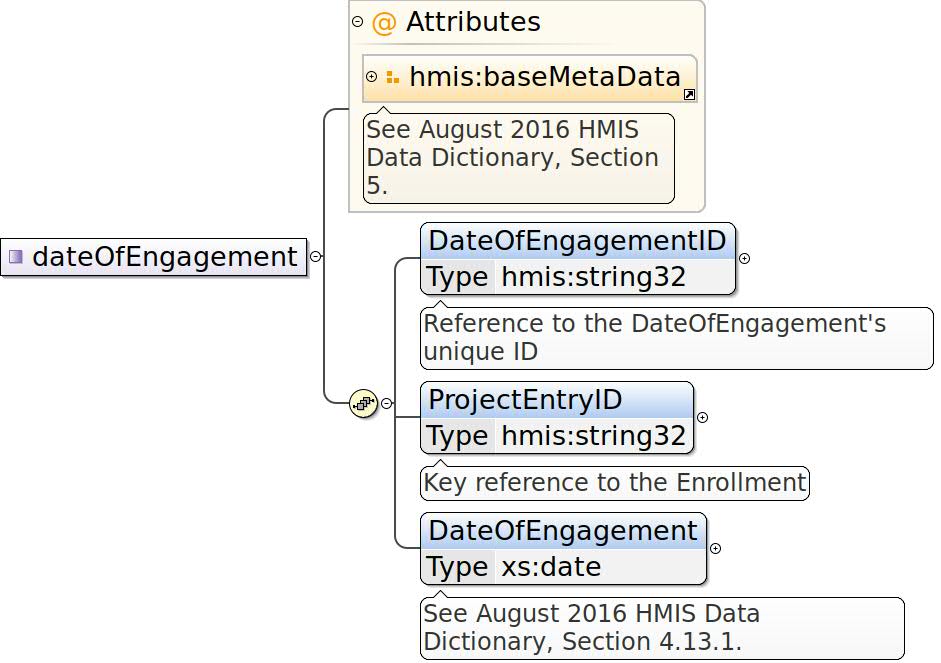 @ Attributes
hmis:baseMetaData
See August 2016 HMIS
Data Dictionary, Section
5.
dateOfEngagement
DateOfEngagementID
Type hmis:string32
Reference to the DateOfEngagement's
unique ID
ProjectEntryID
Type hmis:string32
Key reference to the Enrollment
DateOfEngagement
Type xs:date
See August 2016 HMIS Data
Dictionary, Section 4.13.1.